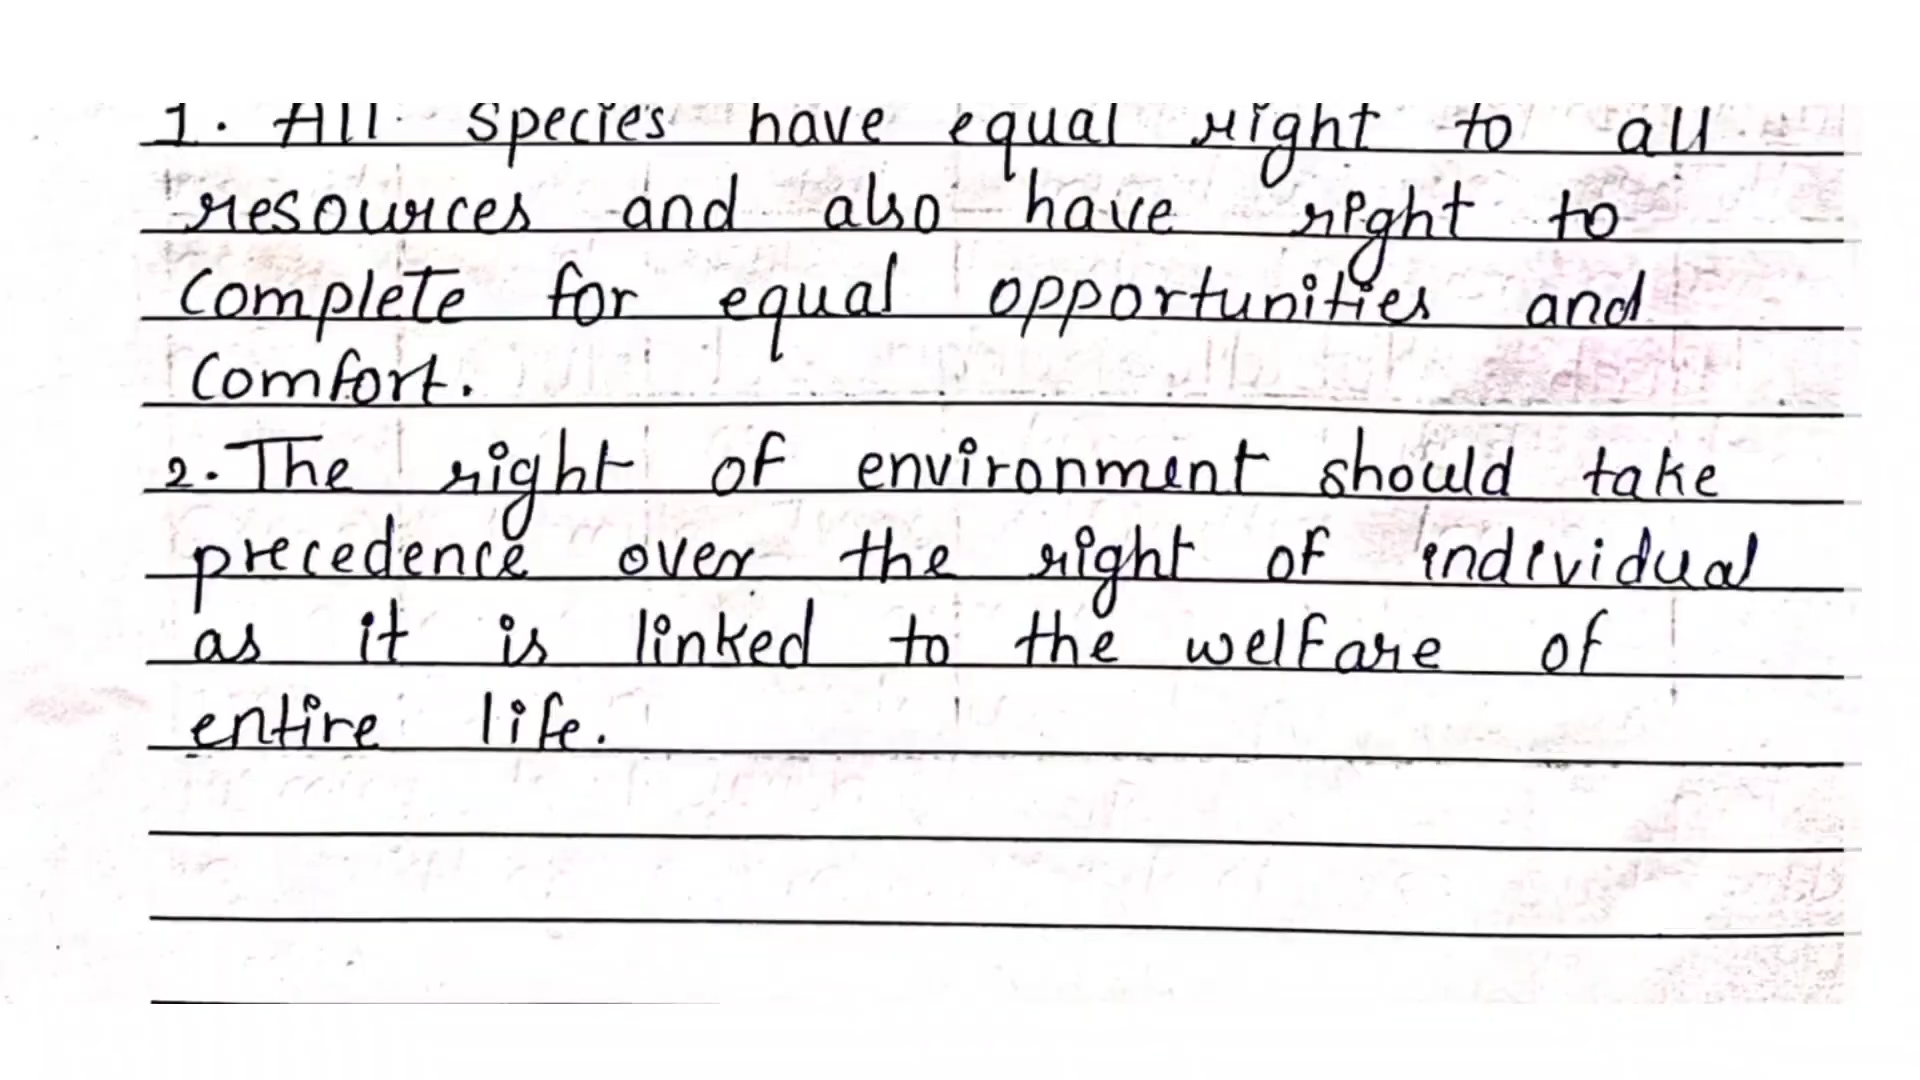 1. All species have equal right to all
resources and also have right to
complete for equal opportunities and
comfort.
2. The right of environment should take
precedence over the right of individual
as it is linked to the welfare of
entire life.